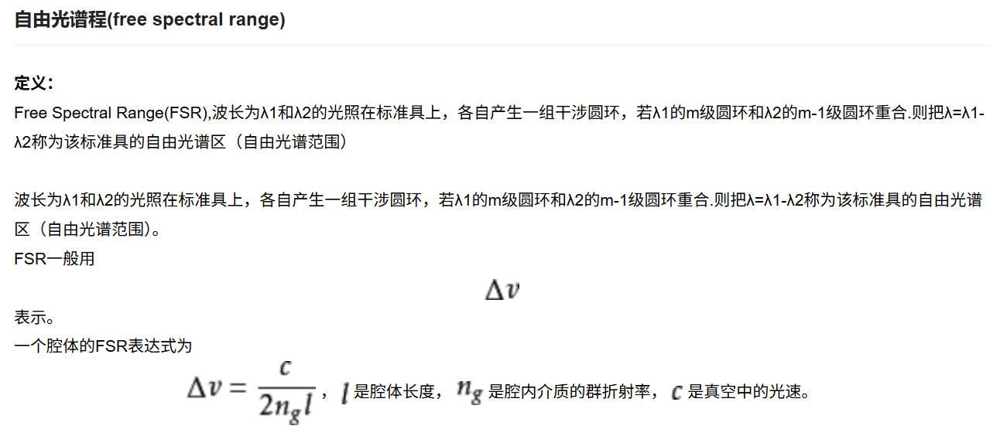 自由光谱程(free spectral range)
定义：
Free Spectral Range(FSR),波长为λ1和λ2的光照在标准具上，各自产生一组干涉圆环，若λ1的m级圆环和λ2的m-1级圆环重合.则把λ=λ1-
λ2称为该标准具的自由光谱区（自由光谱范围）
波长为λ1和λ2的光照在标准具上，各自产生一组干涉圆环，若λ1的m级圆环和λ2的m-1级圆环重合.则把λ=λ1-λ2称为该标准具的自由光谱
区（自由光谱范围）。
FSR一般用
Δv
表示。
一个腔体的FSR表达式为
Δv = c / 2n_g l ，l 是腔体长度，n_g 是腔内介质的群折射率，c 是真空中的光速。